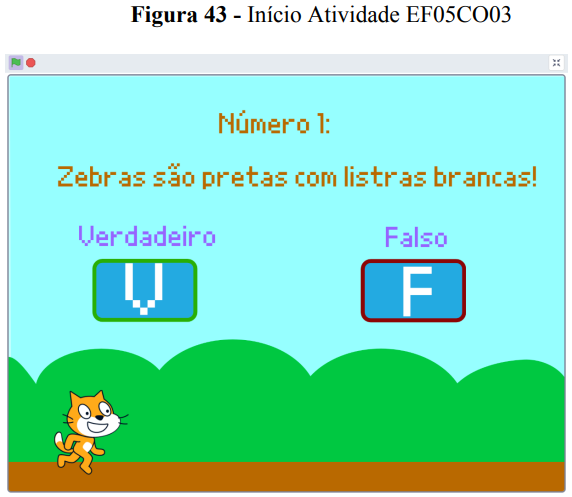 Figura 43 - Início Atividade EF05CO03
Número 1:
Zebras são pretas com listras brancas!
Verdadeiro
Falso
V
F